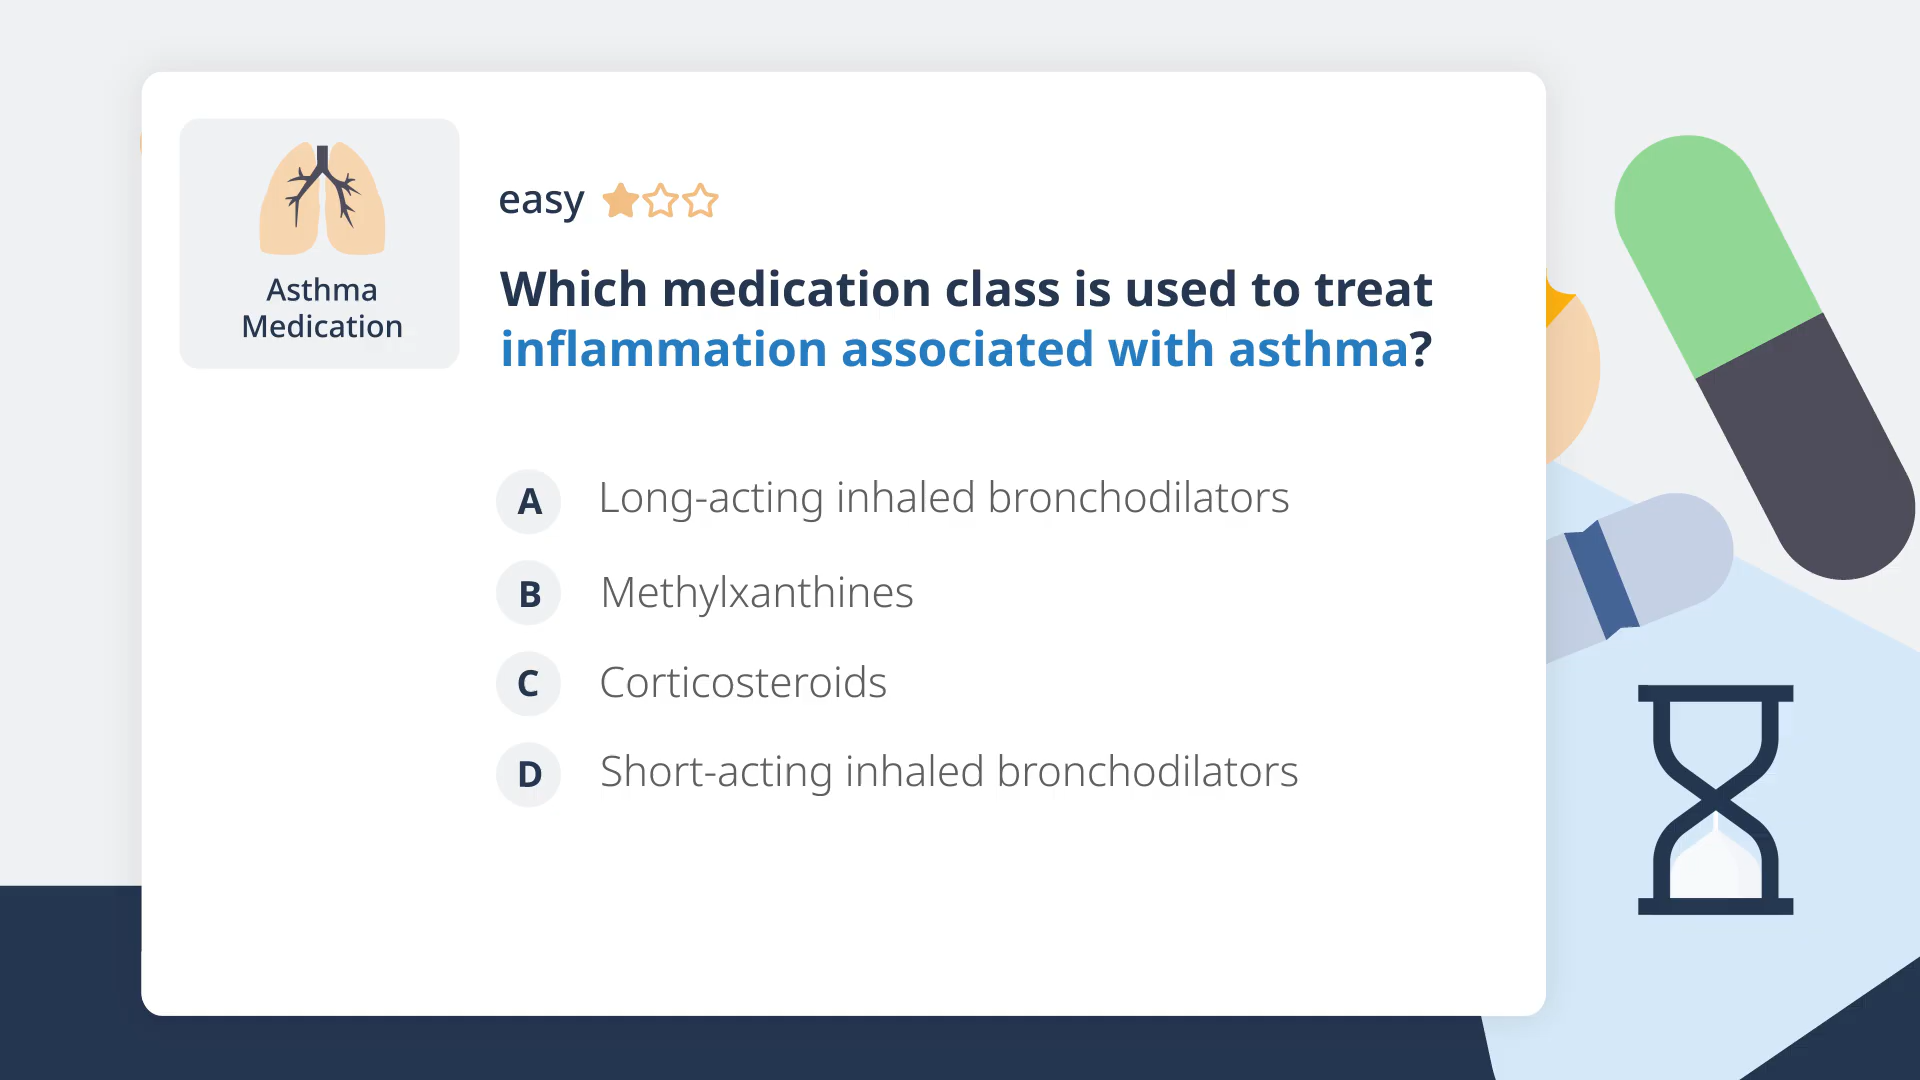 Asthma
Medication
easy
Which medication class is used to treat
inflammation associated with asthma?
A Long-acting inhaled bronchodilators
B Methylxanthines
C Corticosteroids
D Short-acting inhaled bronchodilators